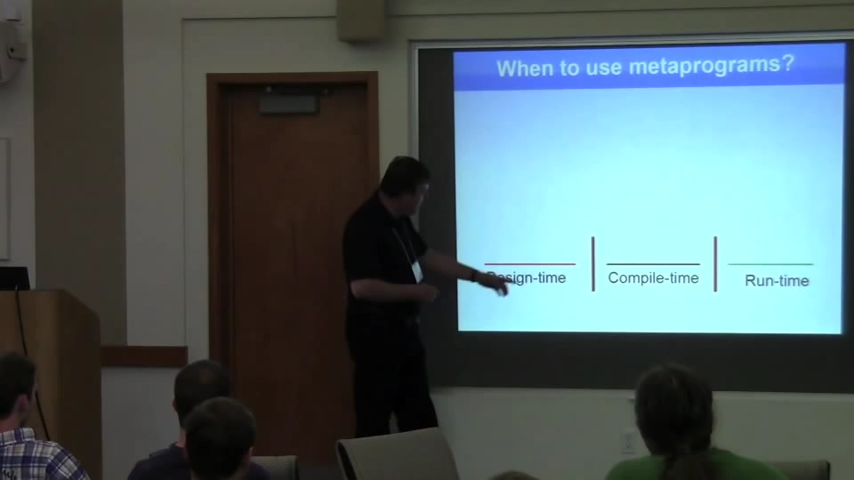 When to use metaprograms?
Design-time
Compile-time
Run-time